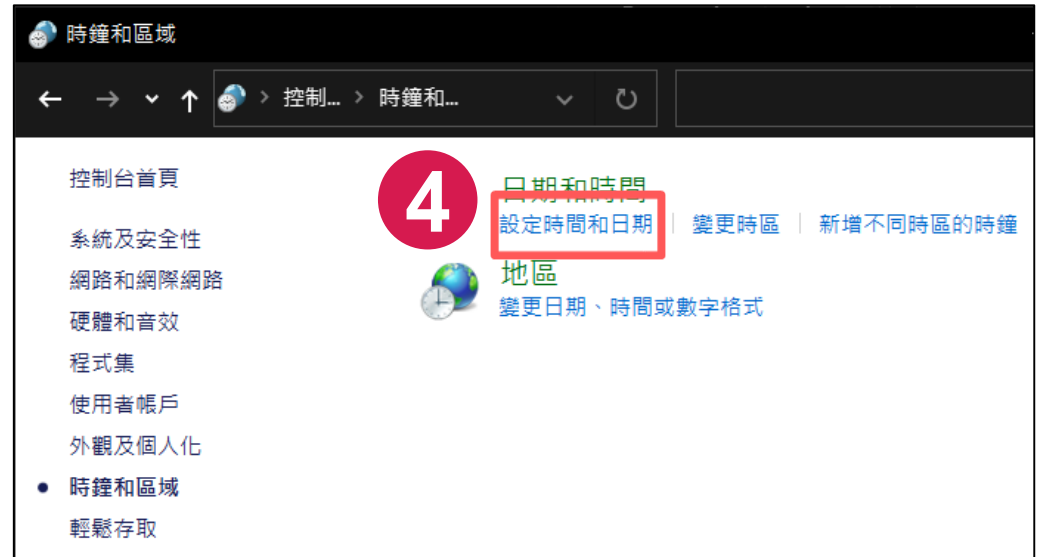 時鐘和區域
控制... > 時鐘和...
控制台首頁
系統及安全性
網路和網際網路
硬體和音效
程式集
使用者帳戶
外觀及個人化
時鐘和區域
輕鬆存取
4
日期和時間
設定時間和日期 | 變更時區 | 新增不同時區的時鐘
地區
變更日期、時間或數字格式